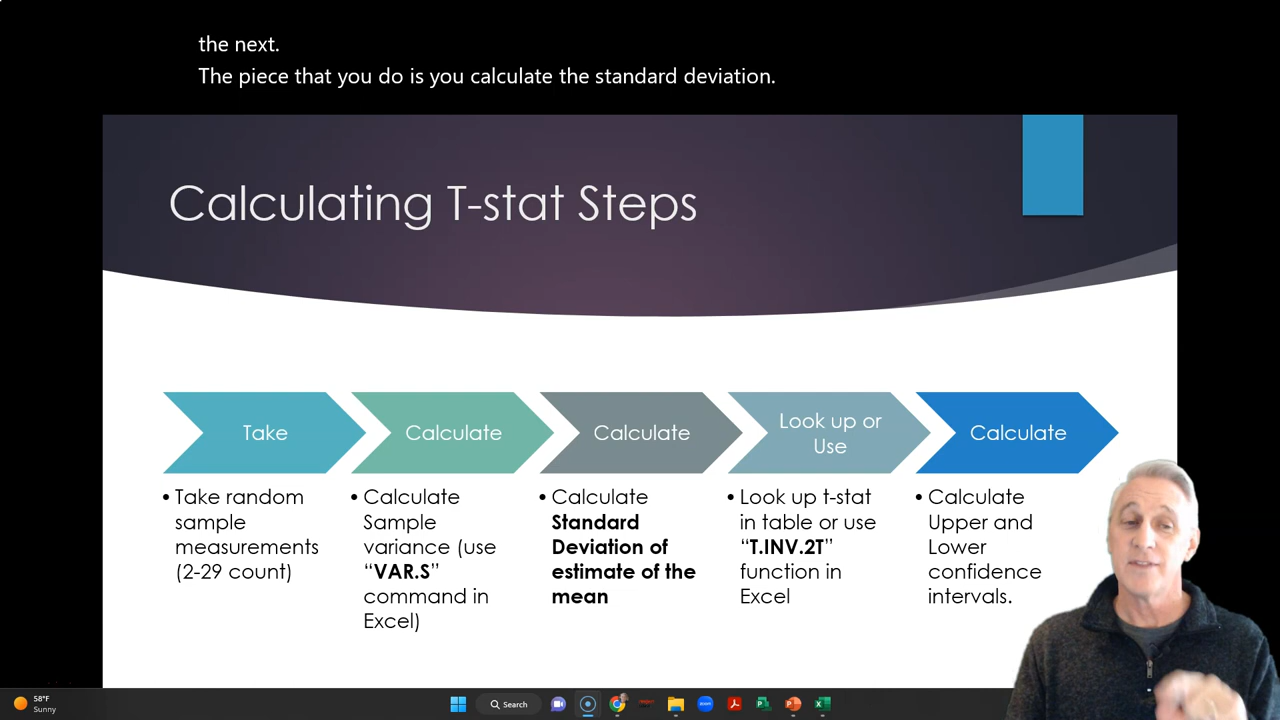 the next.
The piece that you do is you calculate the standard deviation.
Calculating T-stat Steps
Take
Calculate
Calculate
Look up or
Use
Calculate
• Take random
sample
measurements
(2-29 count)
• Calculate
Sample
variance (use
“VAR.S”
command in
Excel)
• Calculate
Standard
Deviation of
estimate of the
mean
• Look up t-stat
in table or use
“T.INV.2T”
function in
Excel
• Calculate
Upper and
Lower
confidence
intervals.
58°F
Sunny
Search
zoom